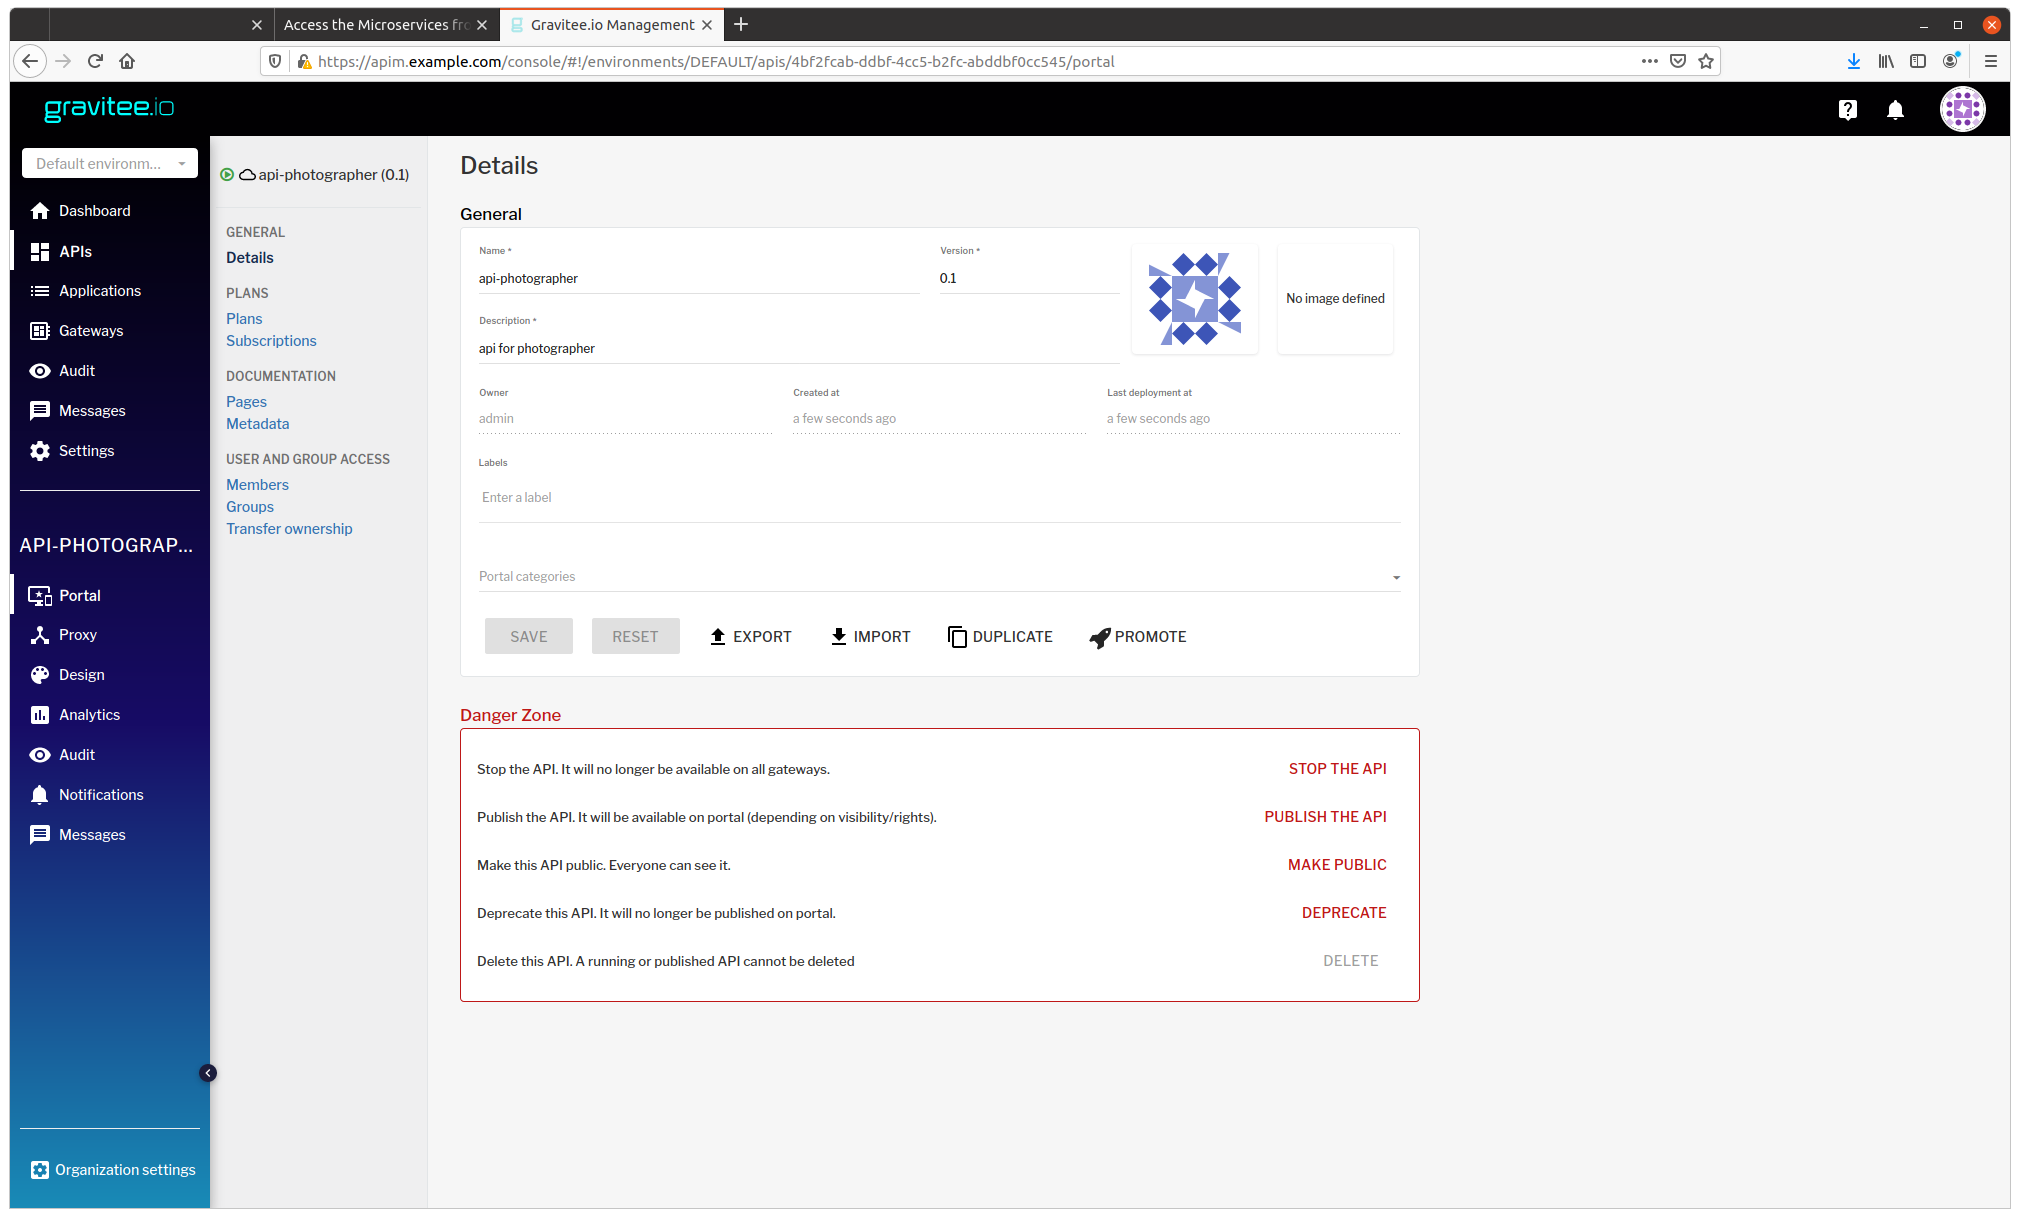 Access the Microservices fro
Gravitee.io Management
https://apim.example.com/console/#!/environments/DEFAULT/apis/4bf2fcab-ddbf-4cc5-b2fc-abddbf0cc545/portal
gravitee.io
Default environm...
Dashboard
APIs
Applications
Gateways
Audit
Messages
Settings
API-PHOTOGRAP...
Portal
Proxy
Design
Analytics
Audit
Notifications
Messages
Organization settings
api-photographer (0.1)
GENERAL
Details
PLANS
Plans
Subscriptions
DOCUMENTATION
Pages
Metadata
USER AND GROUP ACCESS
Members
Groups
Transfer ownership
Details
General
Name *
Version *
api-photographer
0.1
No image defined
Description *
api for photographer
Owner
Created at
Last deployment at
admin
a few seconds ago
a few seconds ago
Labels
Enter a label
Portal categories
SAVE
RESET
EXPORT
IMPORT
DUPLICATE
PROMOTE
Danger Zone
Stop the API. It will no longer be available on all gateways.
STOP THE API
Publish the API. It will be available on portal (depending on visibility/rights).
PUBLISH THE API
Make this API public. Everyone can see it.
MAKE PUBLIC
Deprecate this API. It will no longer be published on portal.
DEPRECATE
Delete this API. A running or published API cannot be deleted
DELETE